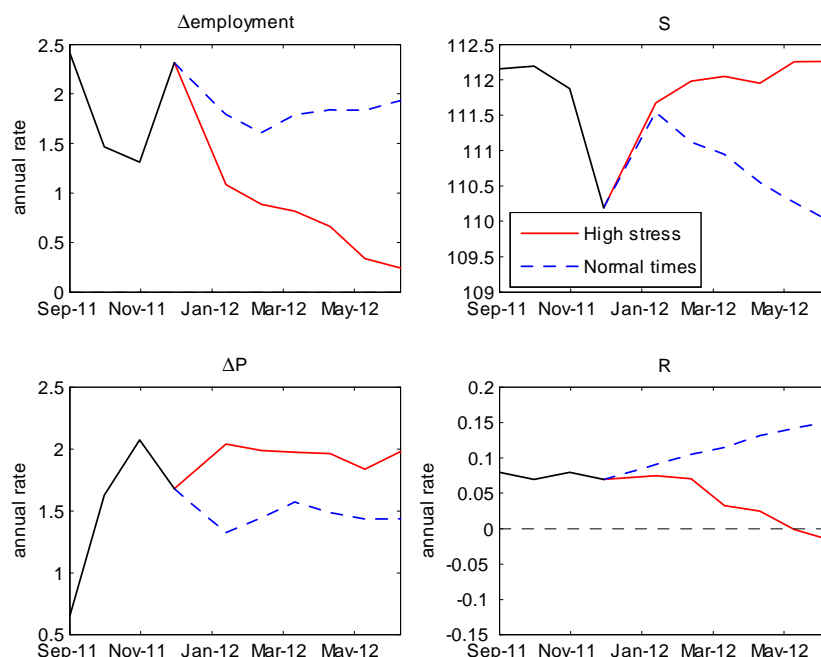 Δemployment
annual rate
2.5
2
1.5
1
0.5
0
Sep-11 Nov-11 Jan-12 Mar-12 May-12
S
112.5
112
111.5
111
110.5
110
109.5
109
High stress
Normal times
Sep-11 Nov-11 Jan-12 Mar-12 May-12
ΔP
annual rate
2.5
2
1.5
1
0.5
Sep-11 Nov-11 Jan-12 Mar-12 May-12
R
annual rate
0.2
0.15
0.1
0.05
0
-0.05
-0.1
-0.15
Sep-11 Nov-11 Jan-12 Mar-12 May-12